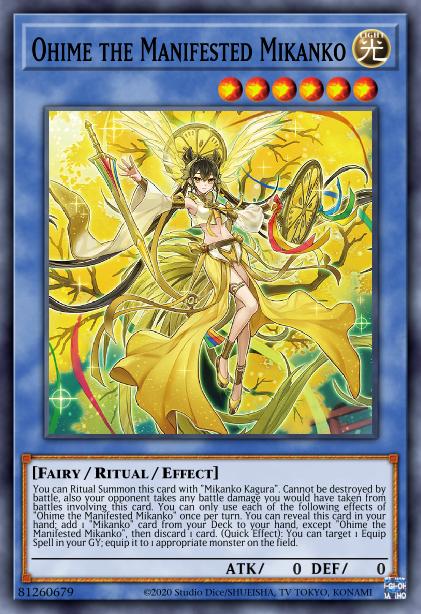 OHIME THE MANIFESTED MIKANKO
LIGHT
光
[FAIRY / RITUAL / EFFECT]
You can Ritual Summon this card with "Mikanko Kagura". Cannot be destroyed by
battle, also your opponent takes any battle damage you would have taken from
battles involving this card. You can only use each of the following effects of
"Ohime the Manifested Mikanko" once per turn. You can reveal this card in your
hand; add 1 "Mikanko" card from your Deck to your hand, except "Ohime the
Manifested Mikanko", then discard 1 card. (Quick Effect): You can target 1 Equip
Spell in your GY; equip it to 1 appropriate monster on the field.
ATK/ 0 DEF/ 0
81260679 ©2020 Studio Dice/SHUEISHA, TV TOKYO, KONAMI